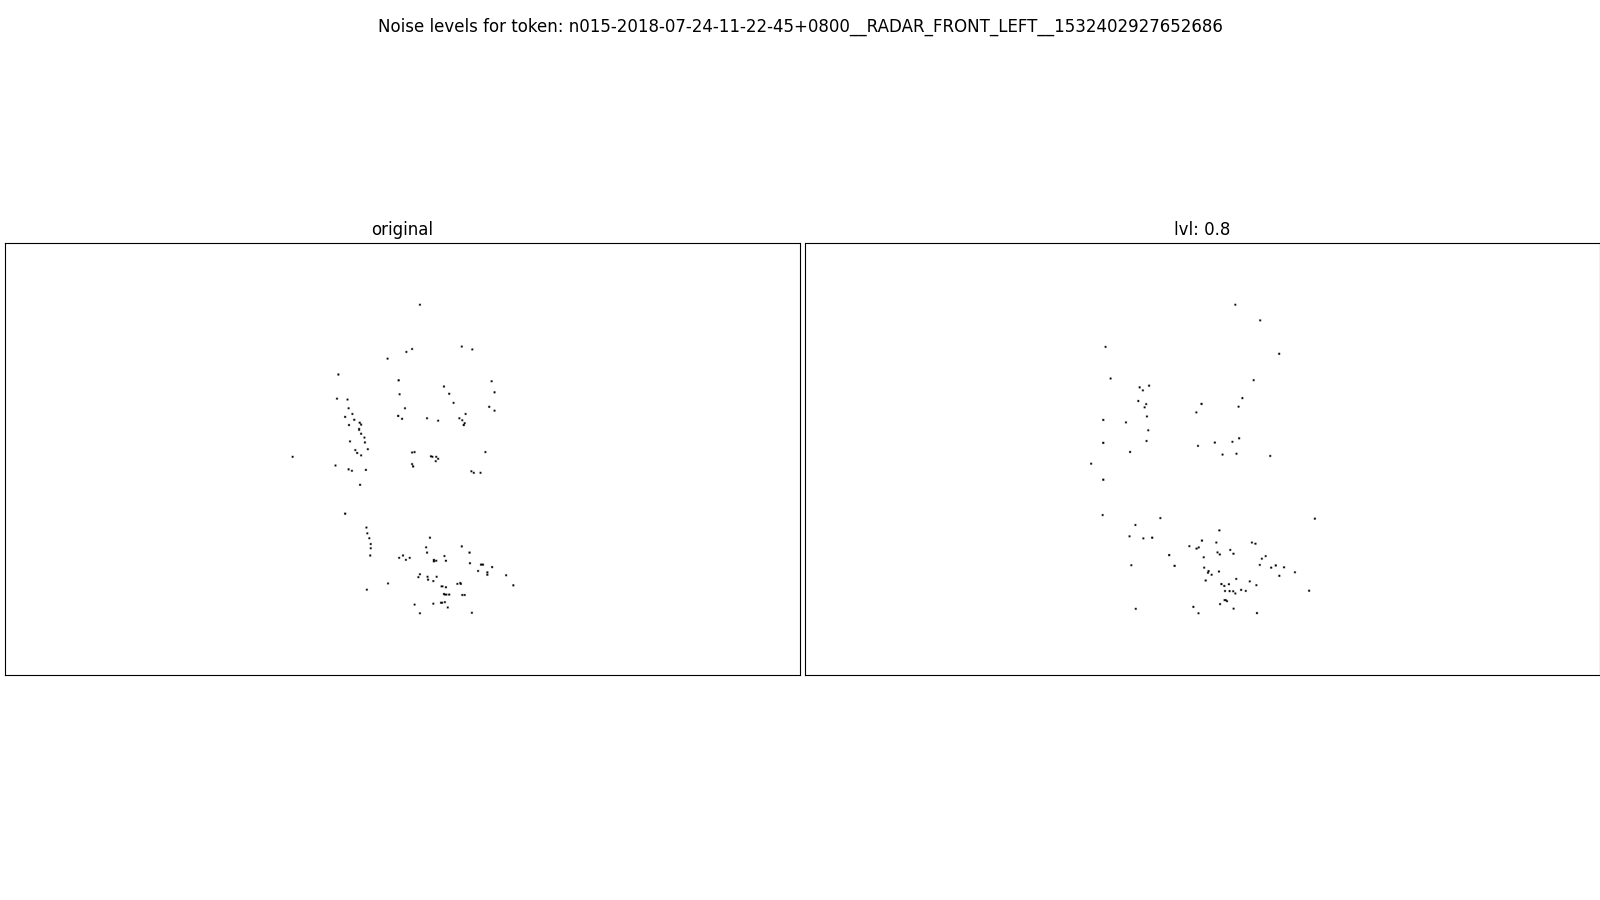 Noise levels for token: n015-2018-07-24-11-22-45+0800__RADAR_FRONT_LEFT__1532402927652686
original
lvl: 0.8